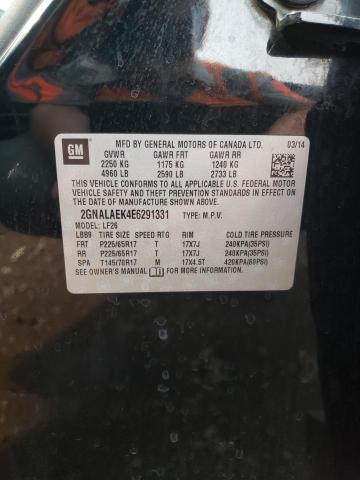 GM
MFD BY GENERAL MOTORS OF CANADA LTD. 03/14
GVWR GAWR FRT GAWR RR
2250 KG 1175 KG 1240 KG
4960 LB 2590 LB 2733 LB
THIS VEHICLE CONFORMS TO ALL APPLICABLE U.S. FEDERAL MOTOR
VEHICLE SAFETY AND THEFT PREVENTION STANDARDS IN EFFECT ON
THE DATE OF MANUFACTURE SHOWN ABOVE.
2GNALAEK4E6291331 TYPE: M.P.V.
MODEL: LF26
LBB9 TIRE SIZE SPEED RTG RIM COLD TIRE PRESSURE
FRT P225/65R17 T 17X7J 240KPA(35PSI)
RR P225/65R17 T 17X7J 240KPA(35PSI)
SPA T145/70R17 M 17X4.5T 420KPA(60PSI)
SEE OWNER'S MANUAL FOR MORE INFORMATION.